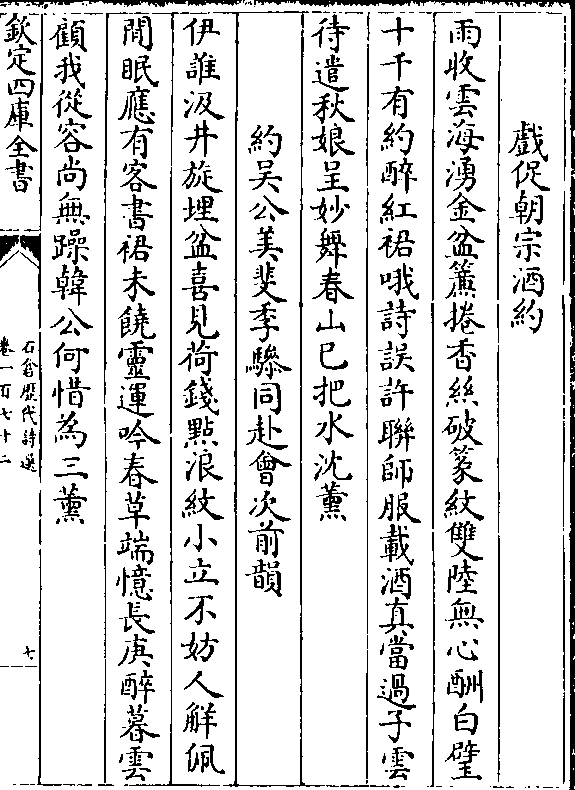 戲促朝宗酒約
雨收雲海湧金盆簾捲香絲破篆紋雙陸無心酬白璧
十千有約醉紅裙哦詩誤許聯師服載酒真當過子雲
待遣秋娘呈妙舞春山已把水沈薰
約吴公美斐季驂同赴會次前韻
伊誰汲井旋埋盆喜見荷錢點浪紋小立不妨人觧佩
閒眠應有客書裙未饒靈運吟春草端憶長庚醉暮雲
顧我從容尚無躁韓公何惜為三薰
欽定四庫全書
石倉歷代詩選
卷一百七十二
七